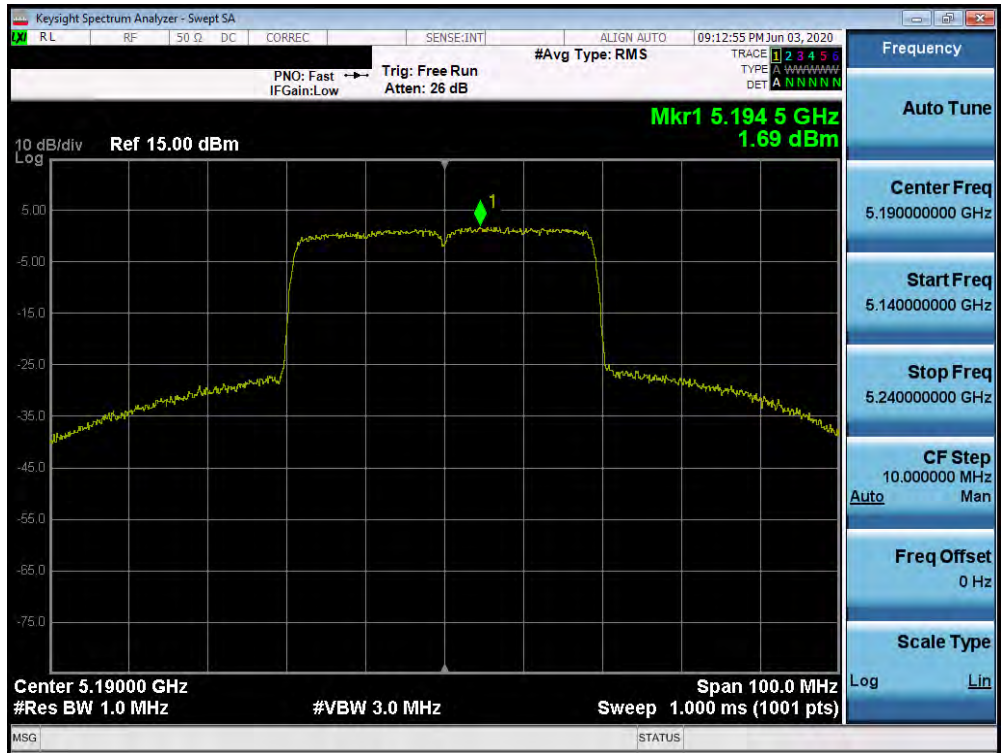 Keysight Spectrum Analyzer - Swept SA
LXI RL RF 50 Ω DC CORREC SENSE:INT ALIGN AUTO 09:12:55 PM Jun 03, 2020
PNO: Fast Trig: Free Run #Avg Type: RMS TRACE 1 2 3 4 5 6
IFGain:Low Atten: 26 dB TYPE A WWWWW
DET A N N N N N
Mkr1 5.194 5 GHz
1.69 dBm
10 dB/div Ref 15.00 dBm
Log
1
5.00
-5.00
-15.0
-25.0
-35.0
-45.0
-55.0
-65.0
-75.0
Center 5.19000 GHz Span 100.0 MHz
#Res BW 1.0 MHz #VBW 3.0 MHz Sweep 1.000 ms (1001 pts)
MSG STATUS
Frequency
Auto Tune
Center Freq
5.190000000 GHz
Start Freq
5.140000000 GHz
Stop Freq
5.240000000 GHz
CF Step
10.000000 MHz
Auto Man
Freq Offset
0 Hz
Scale Type
Log Lin